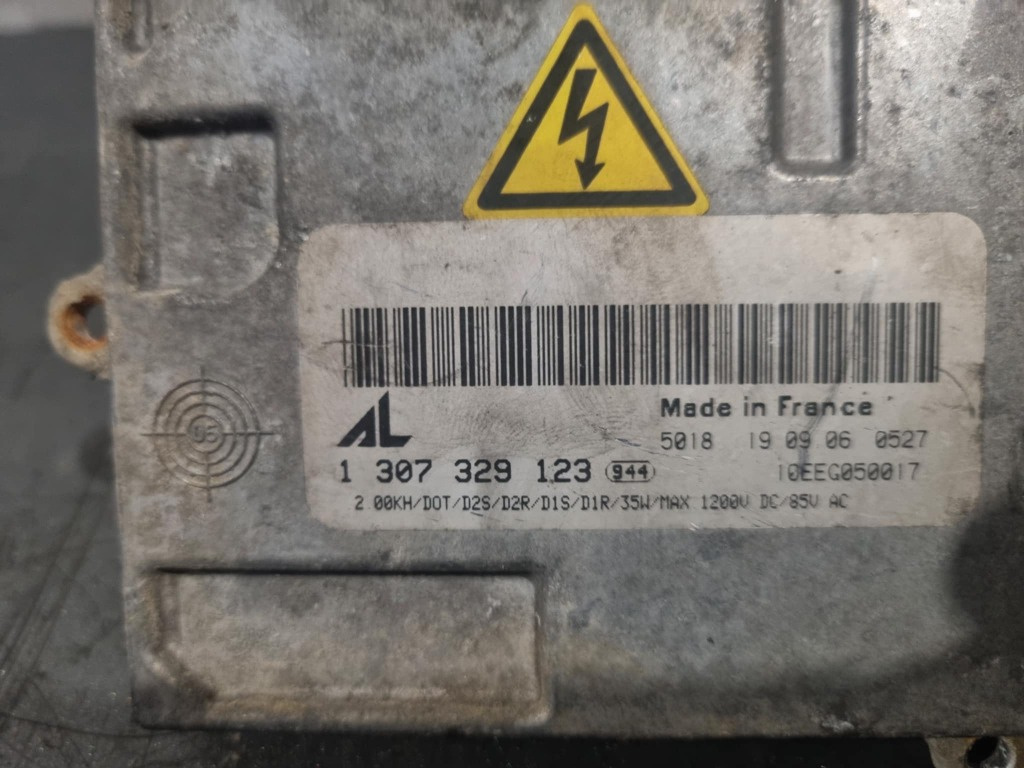 AL
Made in France
5018 19 09 06 0527
1 307 329 123 944
10EEG050017
2.00KH/DOT/D2S/D2R/D1S/D1R/35W/MAX 1200V DC/85V AC